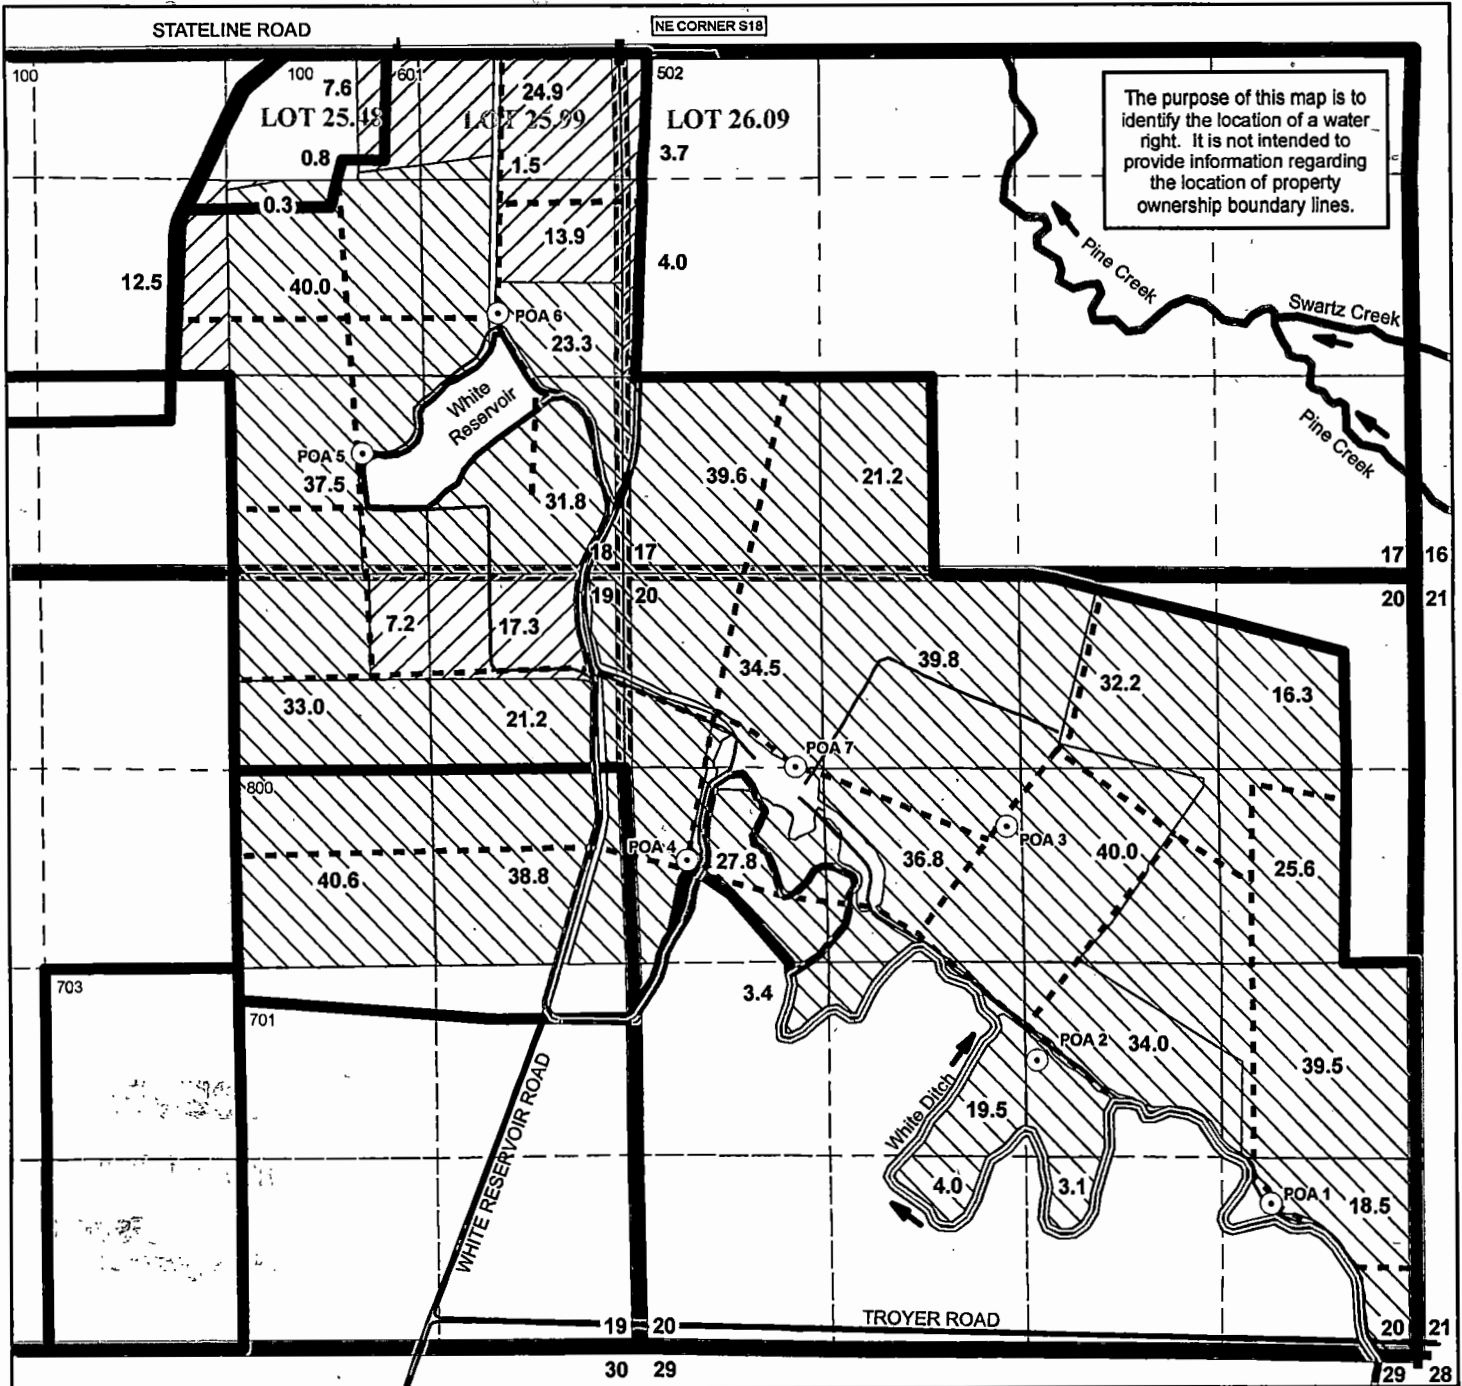 STATELINE ROAD
NE CORNER S18
100
100
601
502
7.6
24.9
LOT 25.48
LOT 25.99
LOT 26.09
The purpose of this map is to
identify the location of a water
right. It is not intended to
provide information regarding
the location of property
ownership boundary lines.
0.8
1.5
3.7
0.3
13.9
Pine Creek
12.5
40.0
4.0
Swartz Creek
POA 6
23.3
White
Reservoir
Pine Creek
POA 5
37.5
31.8
39.6
21.2
18 17
17 16
19 20
20 21
7.2
17.3
34.5
39.8
32.2
16.3
33.0
21.2
POA 7
800
POA 4
27.8
36.8
POA 3
40.0
25.6
40.6
38.8
703
3.4
701
POA 2
34.0
39.5
White Ditch
19.5
WHITE RESERVOIR ROAD
4.0
3.1
POA 1
18.5
TROYER ROAD
19 20
20 21
30 29
29 28